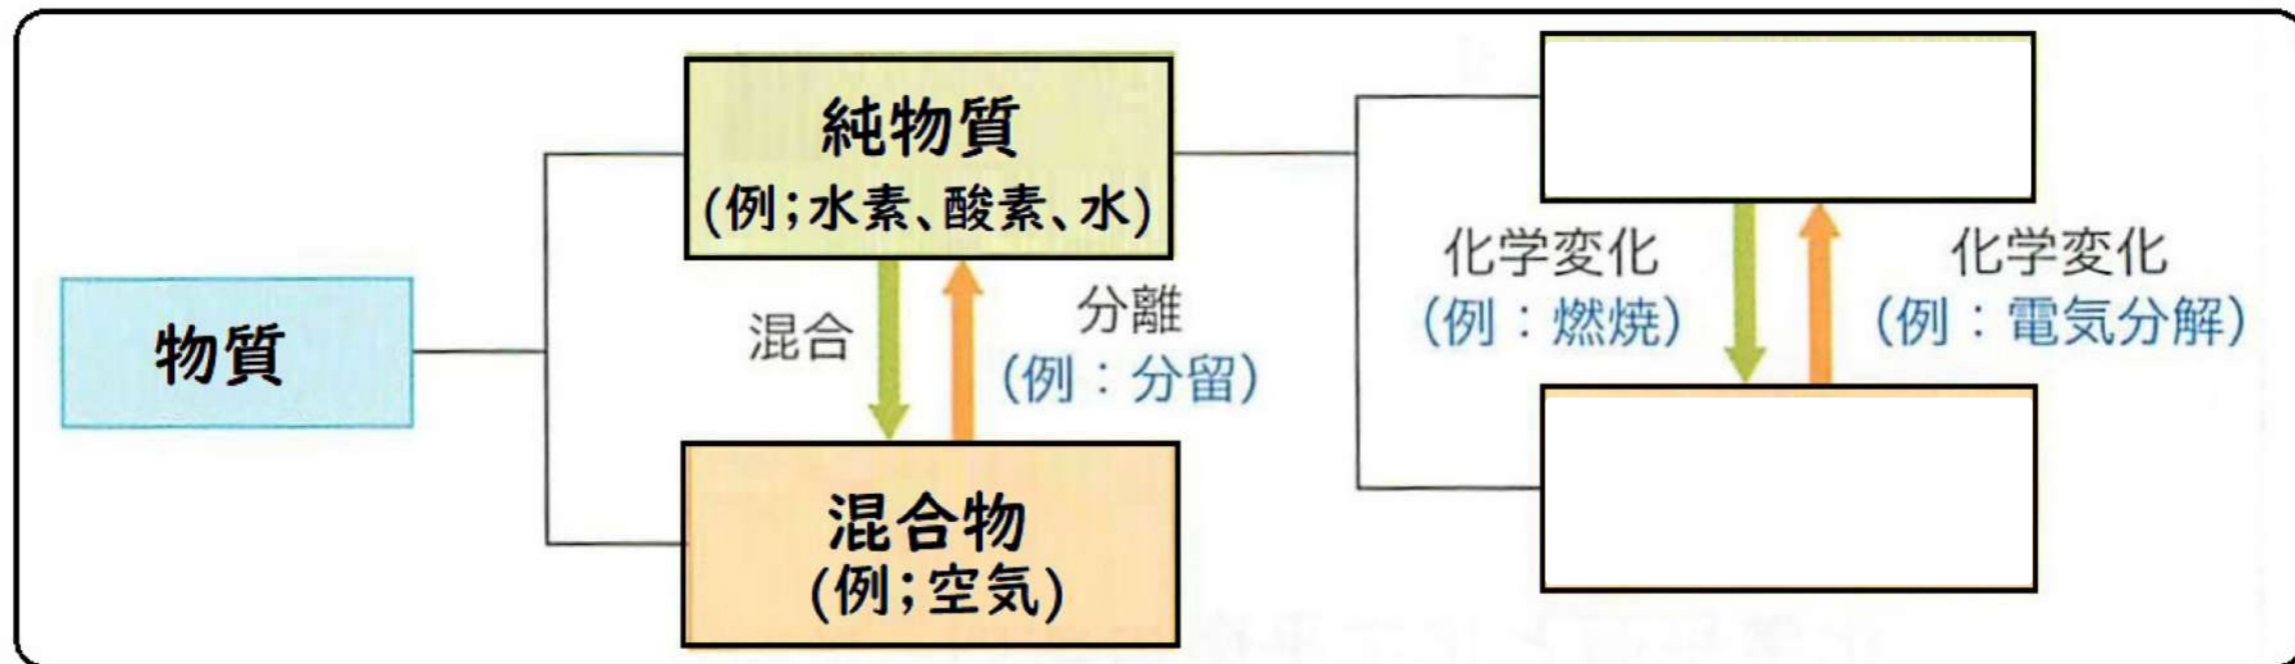 物質
純物質
(例;水素、酸素、水)
混合
分離
(例：分留)
混合物
(例;空気)
化学変化
(例：燃焼)
化学変化
(例：電気分解)